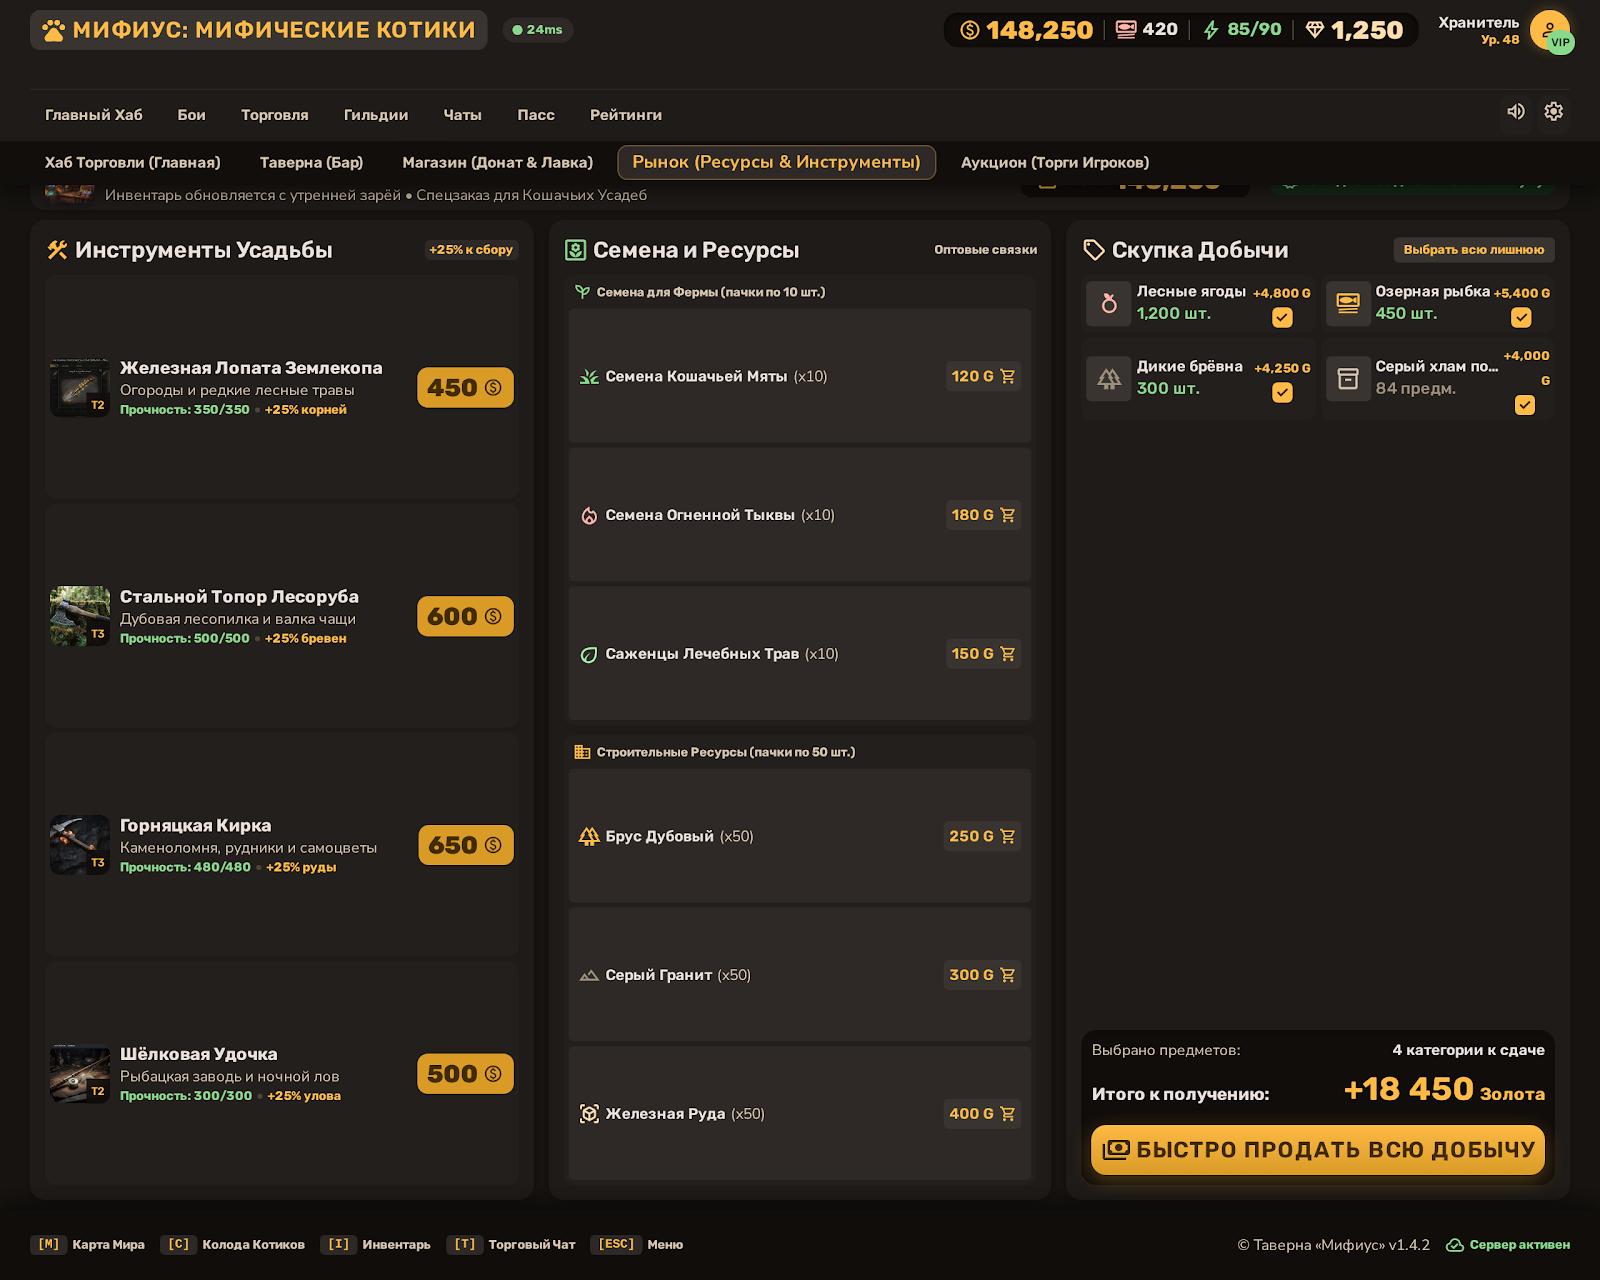 МИФИУС: МИФИЧЕСКИЕ КОТИКИ
24ms
148,250
420
85/90
1,250
Хранитель
Ур. 48
VIP
Главный Хаб
Бои
Торговля
Гильдии
Чаты
Пасс
Рейтинги
Хаб Торговли (Главная)
Таверна (Бар)
Магазин (Донат & Лавка)
Рынок (Ресурсы & Инструменты)
Аукцион (Торги Игроков)
Инвентарь обновляется с утренней зарёй • Спецзаказ для Кошачьих Усадеб
Инструменты Усадьбы
+25% к сбору
Железная Лопата Землекопа
Огороды и редкие лесные травы
Прочность: 350/350 • +25% корней
T2
450
Стальной Топор Лесоруба
Дубовая лесопилка и валка чащи
Прочность: 500/500 • +25% бревен
T3
600
Горняцкая Кирка
Каменоломня, рудники и самоцветы
Прочность: 480/480 • +25% руды
T3
650
Шёлковая Удочка
Рыбацкая заводь и ночной лов
Прочность: 300/300 • +25% улова
T2
500
Семена и Ресурсы
Оптовые связки
Семена для Фермы (пачки по 10 шт.)
Семена Кошачьей Мяты (x10)
120 G
Семена Огненной Тыквы (x10)
180 G
Саженцы Лечебных Трав (x10)
150 G
Строительные Ресурсы (пачки по 50 шт.)
Брус Дубовый (x50)
250 G
Серый Гранит (x50)
300 G
Железная Руда (x50)
400 G
Скупка Добычи
Выбрать всю лишнюю
Лесные ягоды
1,200 шт.
+4,800 G
Озерная рыбка
450 шт.
+5,400 G
Дикие брёвна
300 шт.
+4,250 G
Серый хлам по...
84 предм.
+4,000
G
Выбрано предметов:
4 категории к сдаче
Итого к получению:
+18 450 Золота
БЫСТРО ПРОДАТЬ ВСЮ ДОБЫЧУ
[M] Карта Мира
[C] Колода Котиков
[I] Инвентарь
[T] Торговый Чат
[ESC] Меню
© Таверна «Мифиус» v1.4.2
Сервер активен